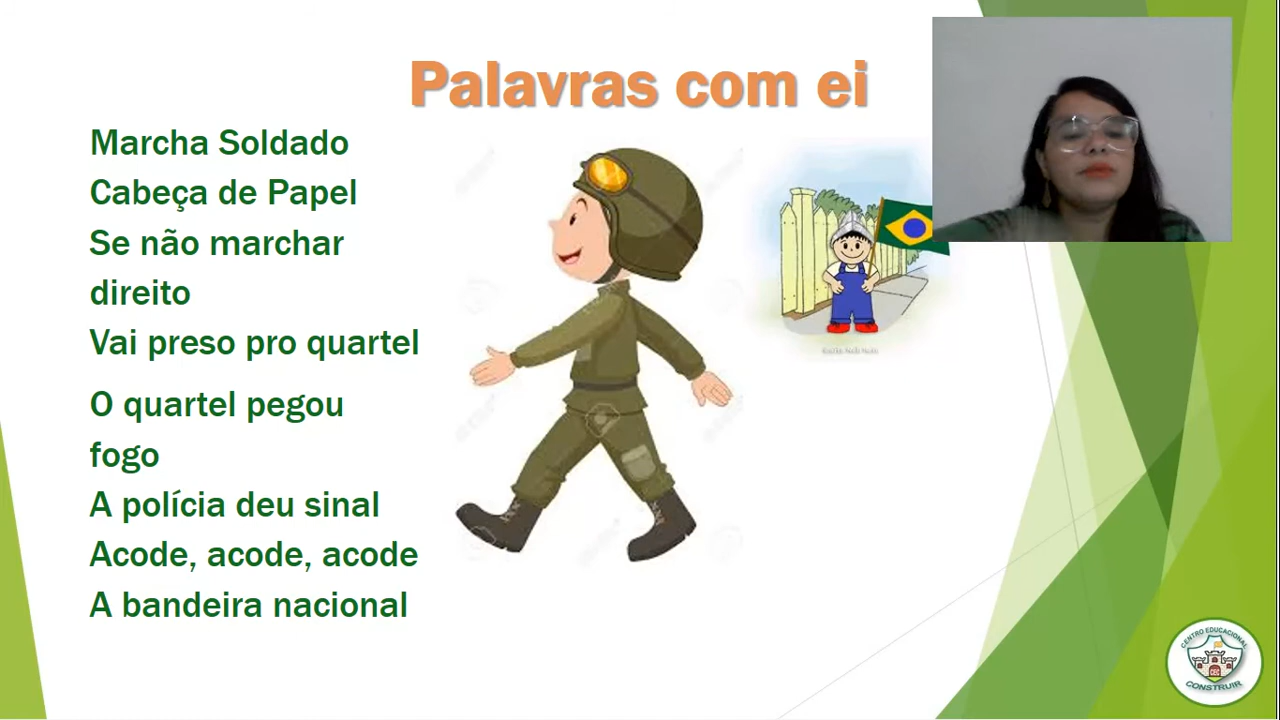 Palavras com ei
Marcha Soldado
Cabeça de Papel
Se não marchar
direito
Vai preso pro quartel
O quartel pegou
fogo
A polícia deu sinal
Acode, acode, acode
A bandeira nacional
CENTRO EDUCACIONAL
CEC
CONSTRUIR